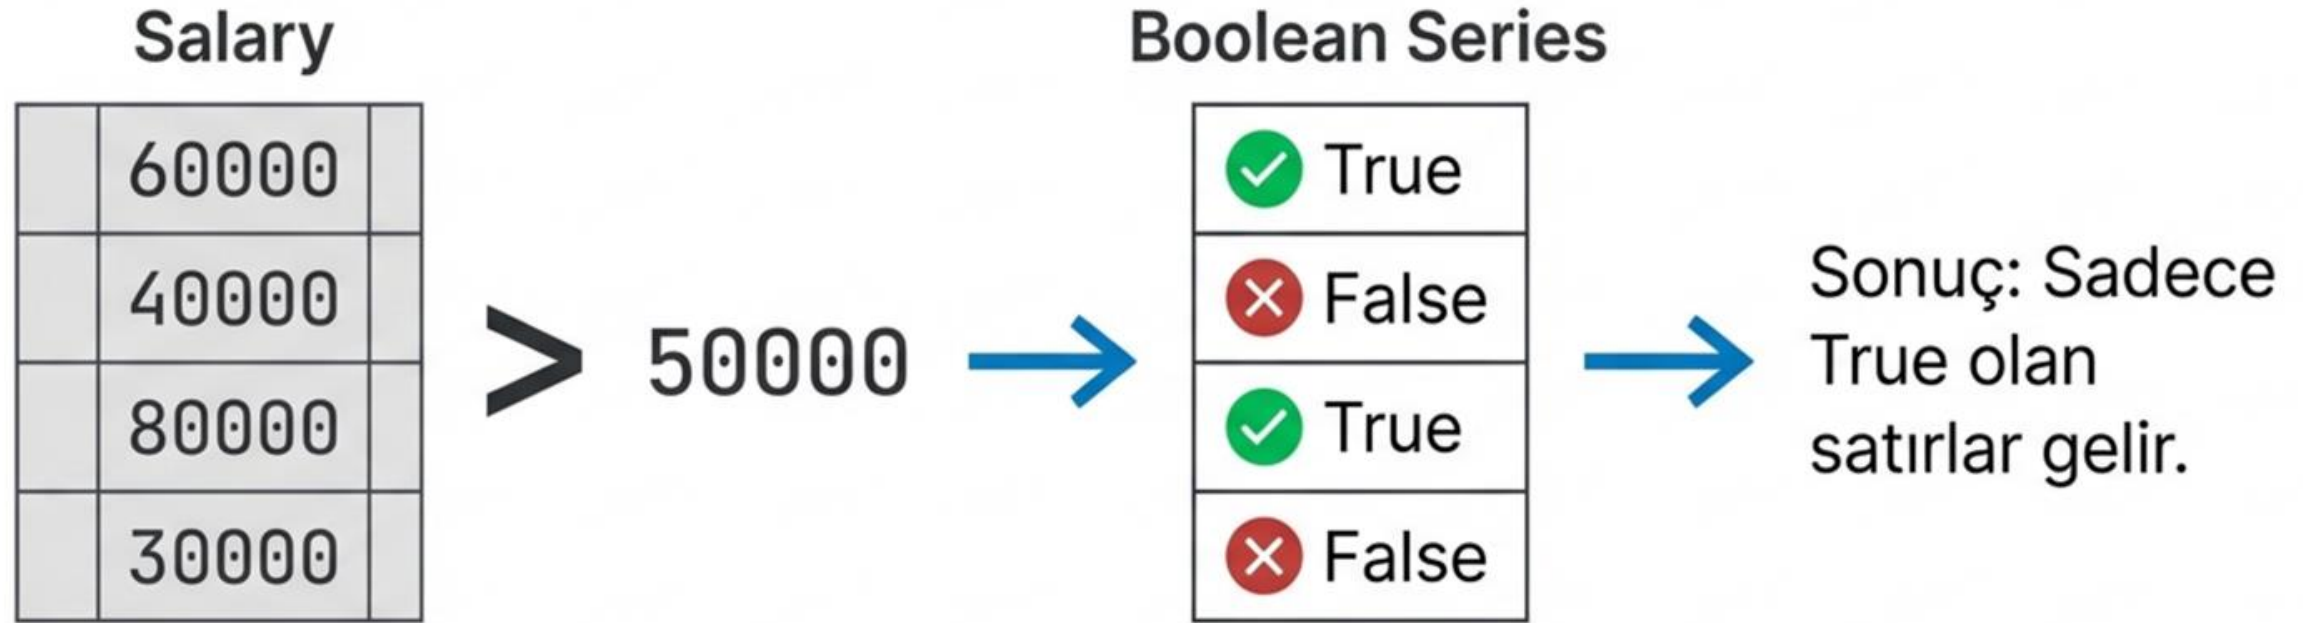 Salary
60000
40000
80000
30000
> 50000
Boolean Series
True
False
True
False
Sonuç: Sadece
True olan
satırlar gelir.